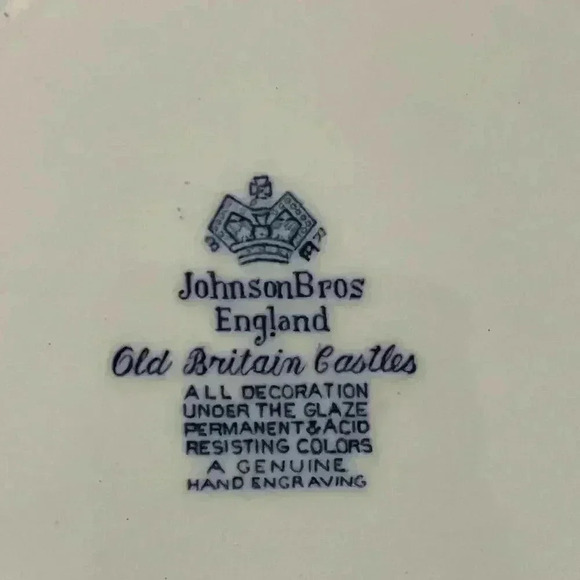 JohnsonBros
England
Old Britain Castles
ALL DECORATION
UNDER THE GLAZE
PERMANENT & ACID
RESISTING COLORS
A GENUINE
HAND ENGRAVING